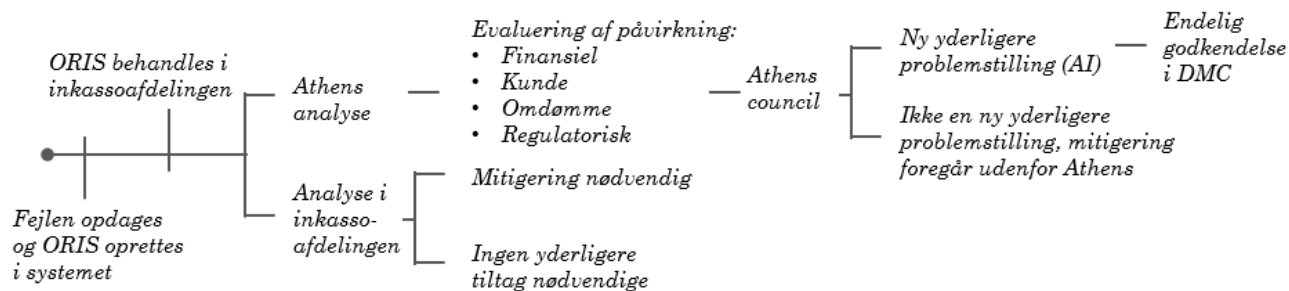 ORIS behandles i
inkassoafdelingen
Fejlen opdages
og ORIS oprettes
i systemet
Athens
analyse
Evaluering af påvirkning:
• Finansiel
• Kunde
• Omdømme
• Regulatorisk
Athens
council
Ny yderligere
problemstilling (AI)
Endelig
godkendelse
i DMC
Ikke en ny yderligere
problemstilling, mitigering
foregår udenfor Athens
Analyse i
inkasso-
afdelingen
Mitigering nødvendig
Ingen yderligere
tiltag nødvendige